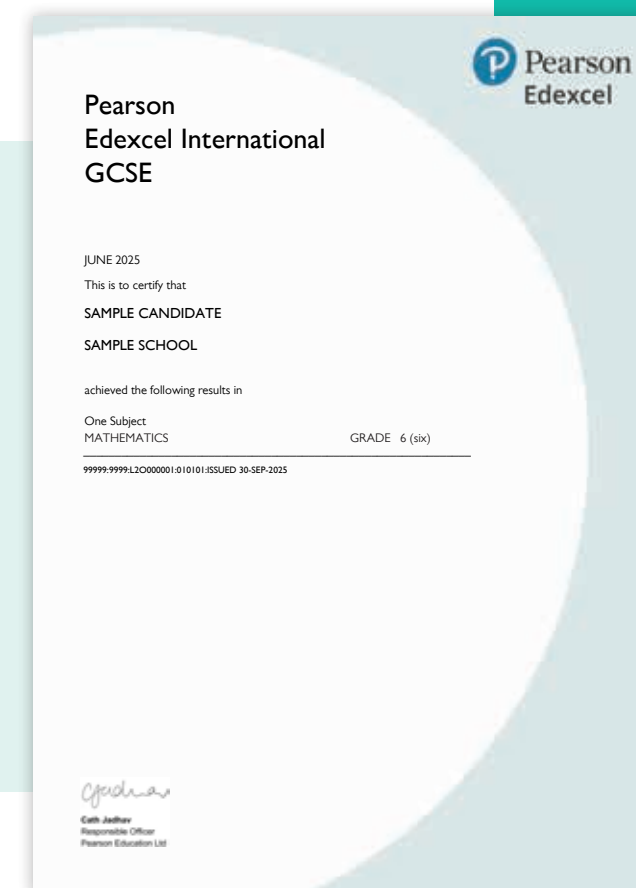 Pearson
Edexcel
Pearson
Edexcel International
GCSE
JUNE 2025
This is to certify that
SAMPLE CANDIDATE
SAMPLE SCHOOL
achieved the following results in
One Subject
MATHEMATICS GRADE 6 (six)
99999:9999:L2O000001:010101:ISSUED 30-SEP-2025
Cath Jadhav
Responsible Officer
Pearson Education Ltd